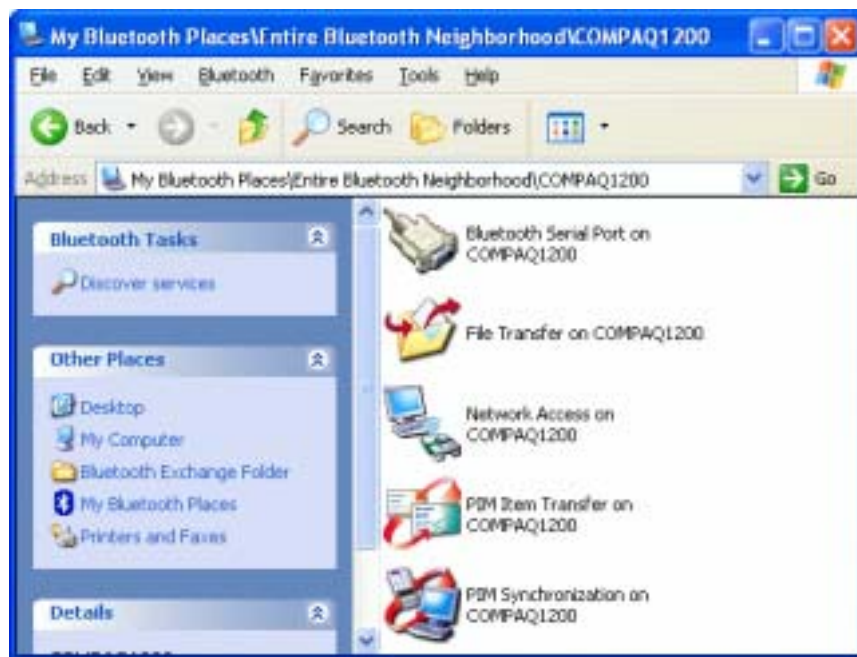 My Bluetooth Places\Entire Bluetooth Neighborhood\COMPAQ1200
File Edit View Bluetooth Favorites Tools Help
Back Search Folders
Address My Bluetooth Places\Entire Bluetooth Neighborhood\COMPAQ1200 Go
Bluetooth Tasks
Discover services
Other Places
Desktop
My Computer
Bluetooth Exchange Folder
My Bluetooth Places
Printers and Faxes
Details
Bluetooth Serial Port on
COMPAQ1200
File Transfer on COMPAQ1200
Network Access on
COMPAQ1200
PIM Item Transfer on
COMPAQ1200
PIM Synchronization on
COMPAQ1200